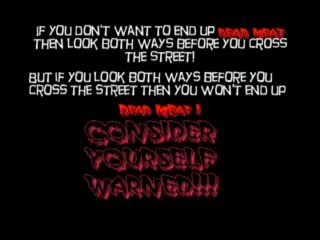 IF YOU DON'T WANT TO END UP DEAD MEAT
THEN LOOK BOTH WAYS BEFORE YOU CROSS
THE STREET!
BUT IF YOU LOOK BOTH WAYS BEFORE YOU
CROSS THE STREET THEN YOU WON'T END UP
DEAD MEAT!
CONSIDER
YOURSELF
WARNED!!!